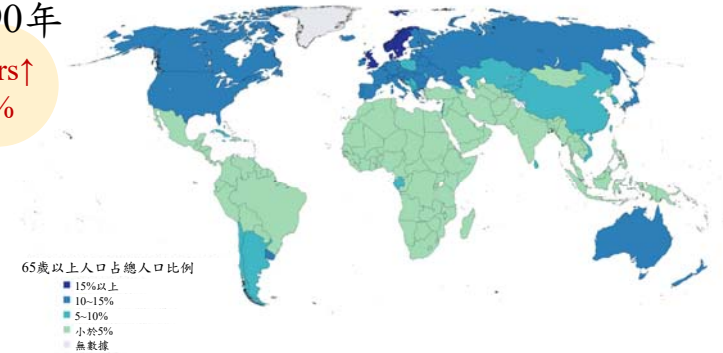 90年
rs↑
%
65歲以上人口占總人口比例
15%以上
10~15%
5~10%
小於5%
無數據